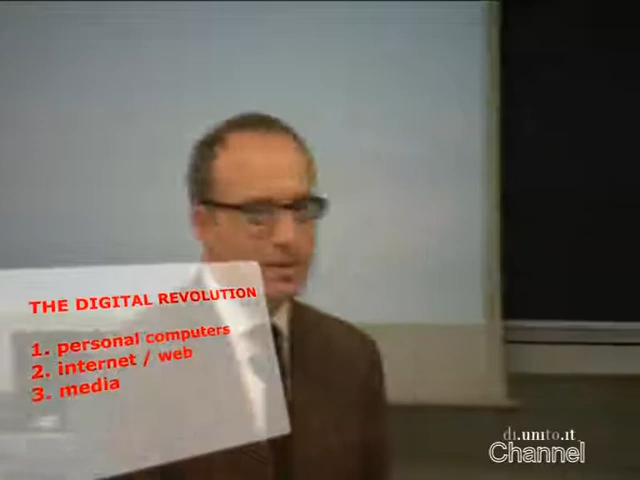 THE DIGITAL REVOLUTION
1. personal computers
2. internet / web
3. media
di.unito.it
Channel